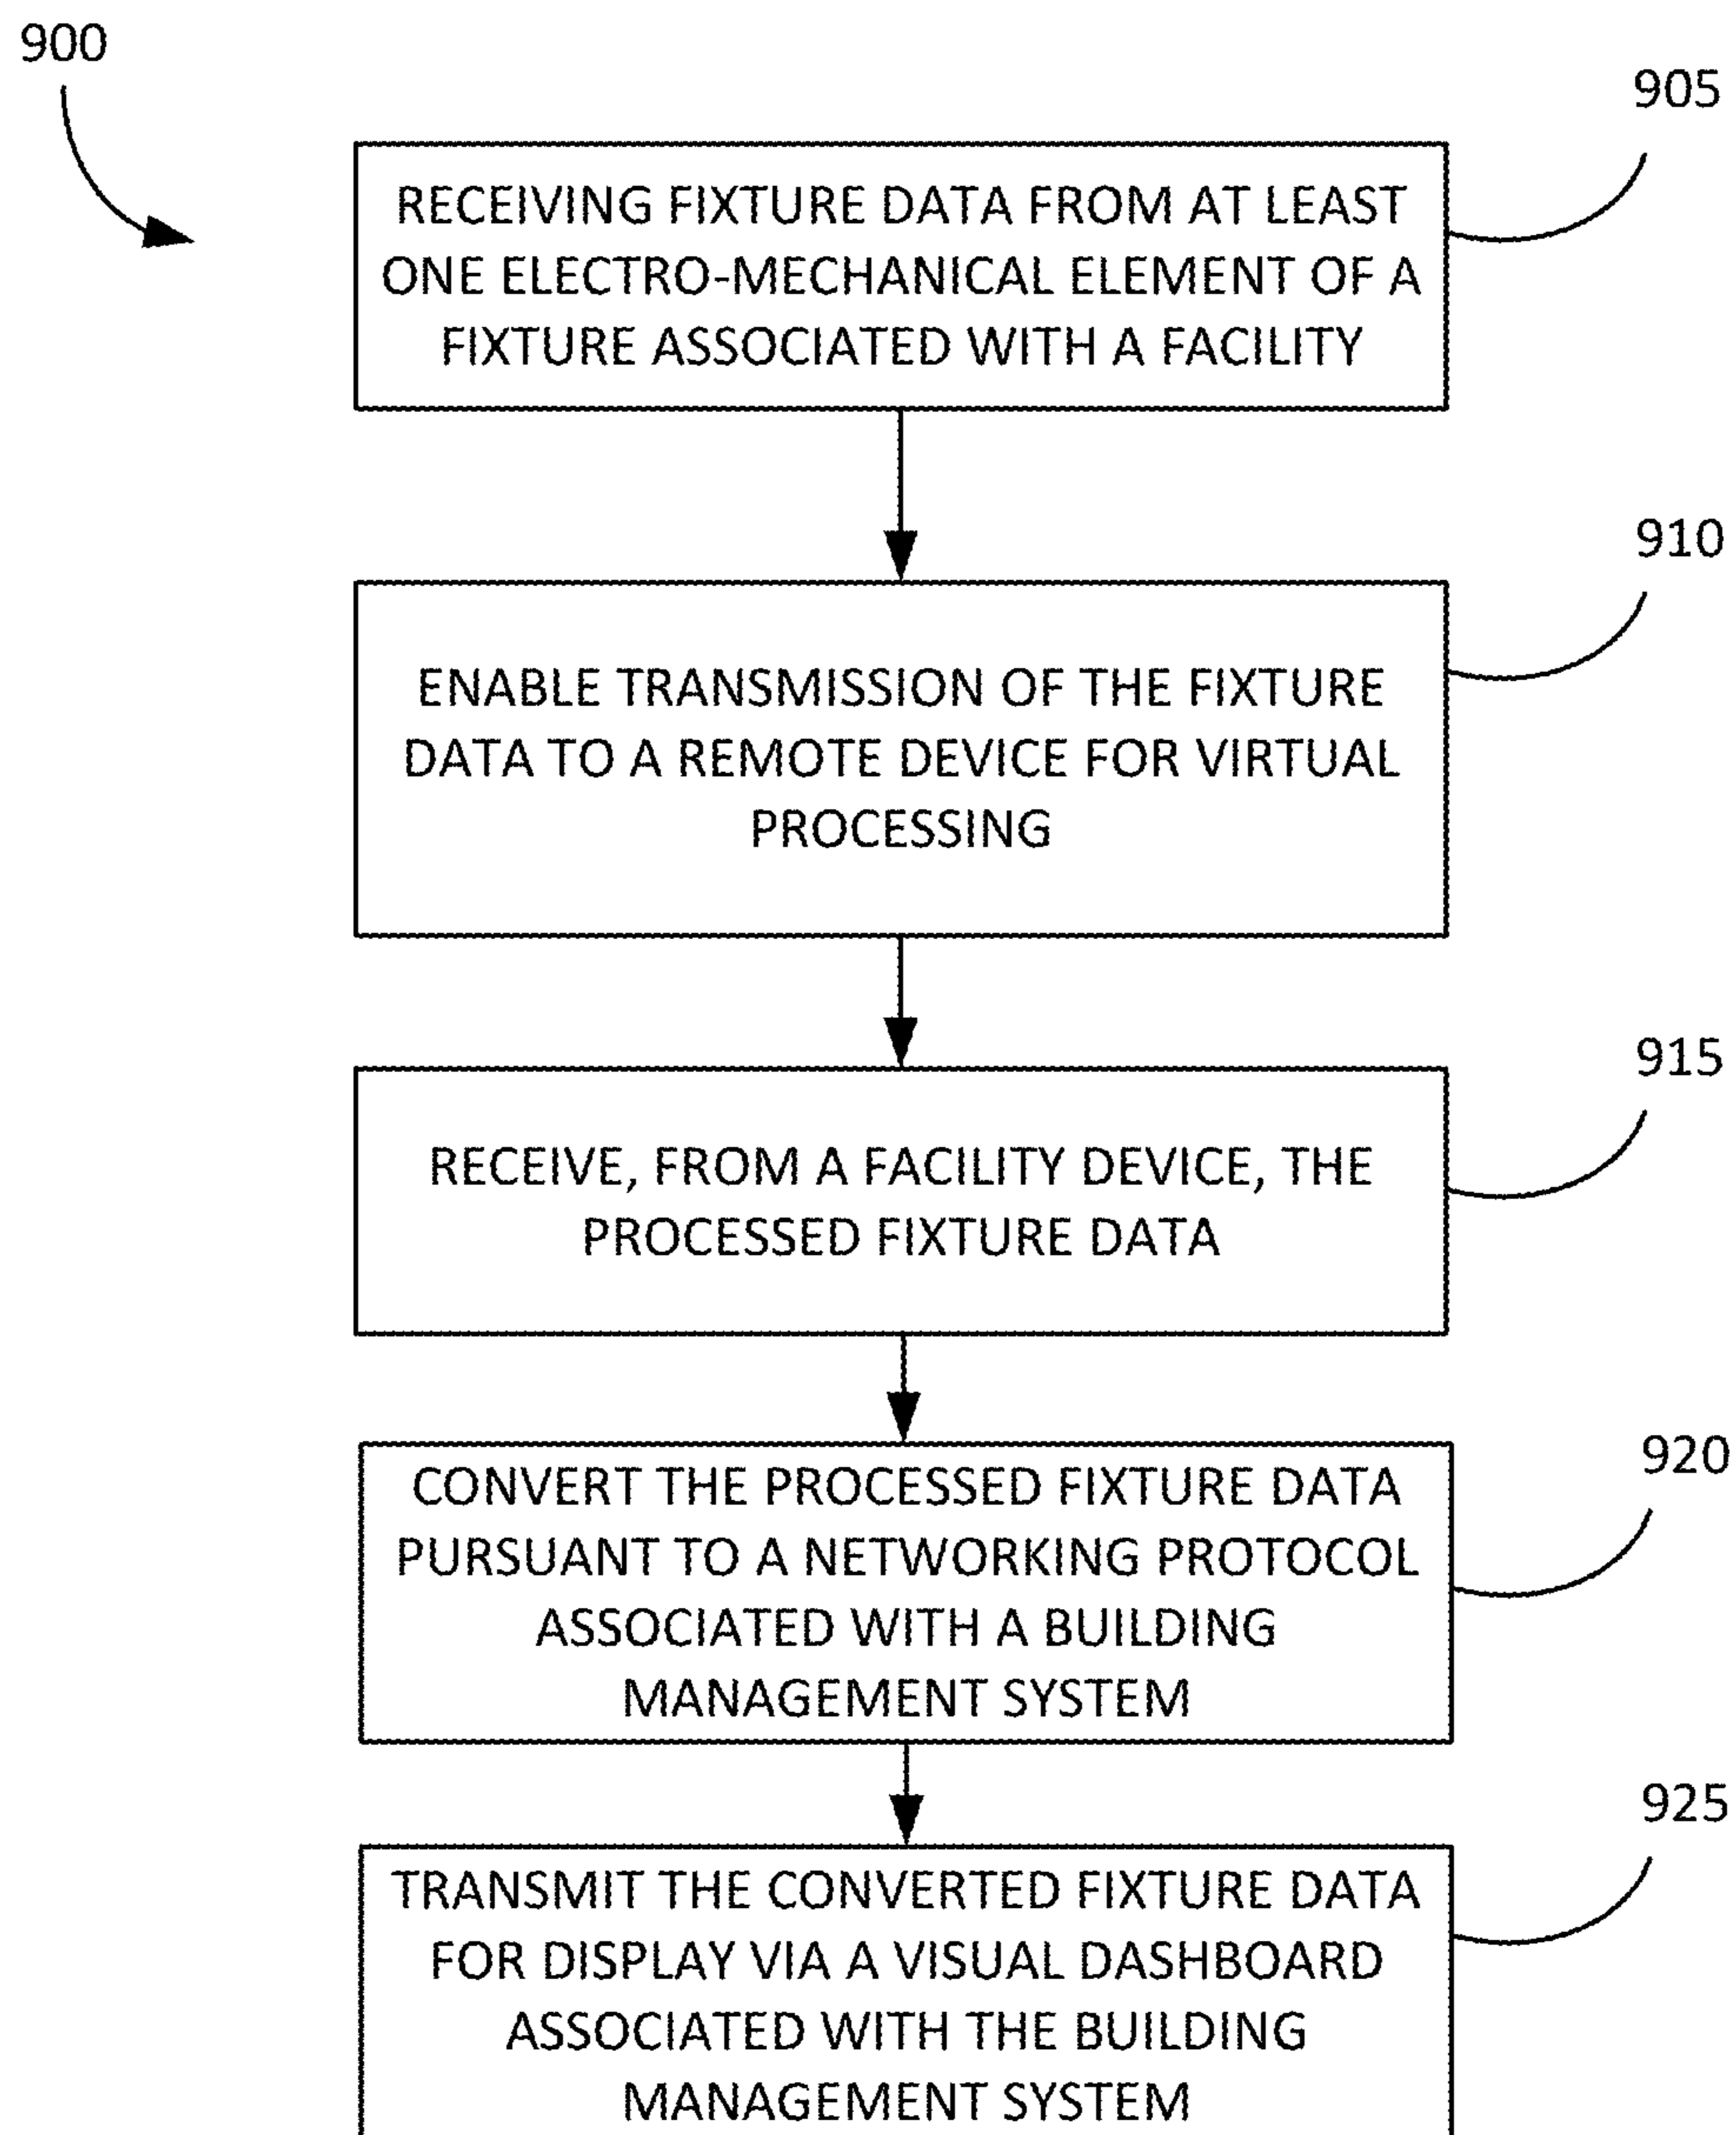 900
905
RECEIVING FIXTURE DATA FROM AT LEAST
ONE ELECTRO-MECHANICAL ELEMENT OF A
FIXTURE ASSOCIATED WITH A FACILITY
910
ENABLE TRANSMISSION OF THE FIXTURE
DATA TO A REMOTE DEVICE FOR VIRTUAL
PROCESSING
915
RECEIVE, FROM A FACILITY DEVICE, THE
PROCESSED FIXTURE DATA
920
CONVERT THE PROCESSED FIXTURE DATA
PURSUANT TO A NETWORKING PROTOCOL
ASSOCIATED WITH A BUILDING
MANAGEMENT SYSTEM
925
TRANSMIT THE CONVERTED FIXTURE DATA
FOR DISPLAY VIA A VISUAL DASHBOARD
ASSOCIATED WITH THE BUILDING
MANAGEMENT SYSTEM